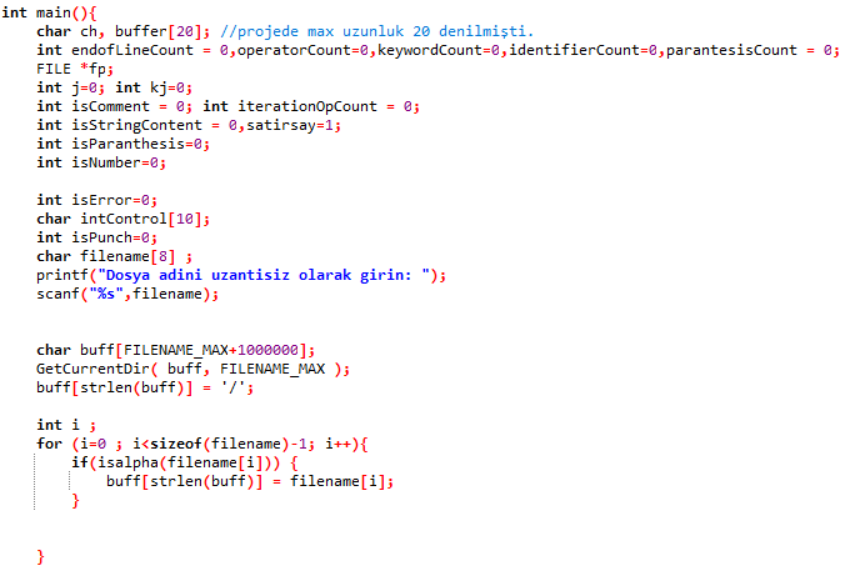 int main(){
    char ch, buffer[20]; //projede max uzunluk 20 denilmişti.
    int endofLineCount = 0,operatorCount=0,keywordCount=0,identifierCount=0,parantesisCount = 0;
    FILE *fp;
    int j=0; int kj=0;
    int isComment = 0; int iterationOpCount = 0;
    int isStringContent = 0,satirsay=1;
    int isParanthesis=0;
    int isNumber=0;

    int isError=0;
    char intControl[10];
    int isPunch=0;
    char filename[8] ;
    printf("Dosya adini uzantisiz olarak girin: ");
    scanf("%s",filename);

    char buff[FILENAME_MAX+1000000];
    GetCurrentDir( buff, FILENAME_MAX );
    buff[strlen(buff)] = '/';

    int i ;
    for (i=0 ; i<sizeof(filename)-1; i++){
        if(isalpha(filename[i])) {
            buff[strlen(buff)] = filename[i];
        }

    }